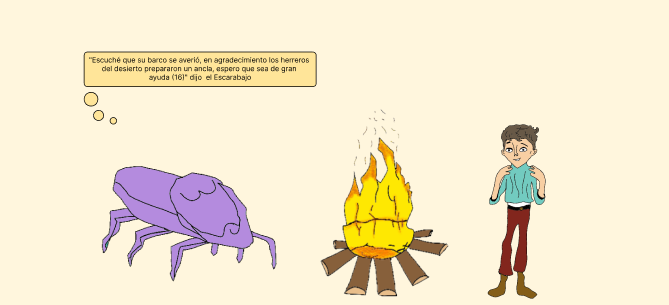 "Escuché que su barco se averió, en agradecimiento los herreros
del desierto prepararon un ancla, espero que sea de gran
ayuda (16)" dijo el Escarabajo